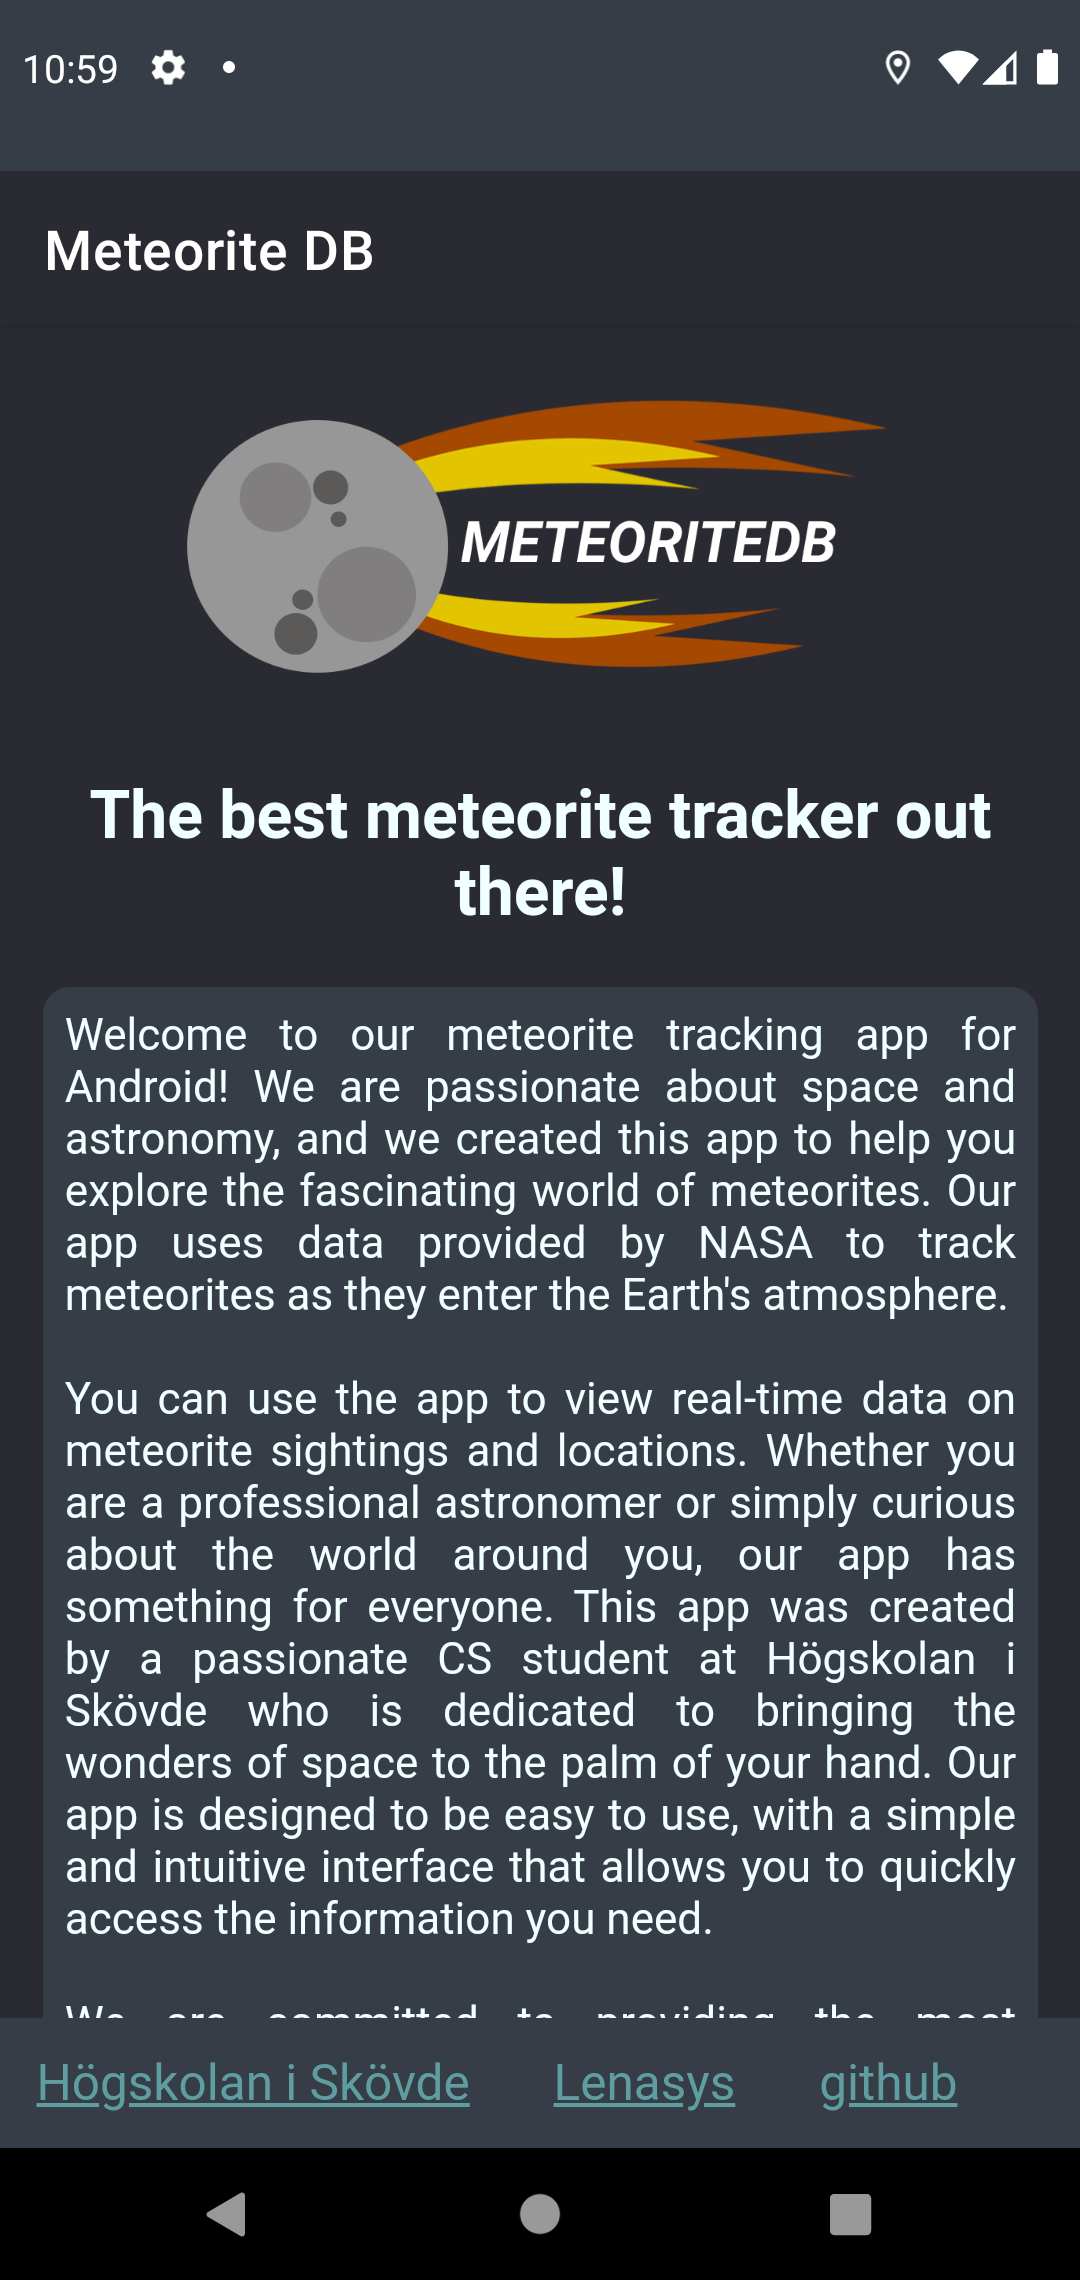 10:59
Meteorite DB
METEORITEDB
The best meteorite tracker out
there!
Welcome to our meteorite tracking app for
Android! We are passionate about space and
astronomy, and we created this app to help you
explore the fascinating world of meteorites. Our
app uses data provided by NASA to track
meteorites as they enter the Earth's atmosphere.
You can use the app to view real-time data on
meteorite sightings and locations. Whether you
are a professional astronomer or simply curious
about the world around you, our app has
something for everyone. This app was created
by a passionate CS student at Högskolan i
Skövde who is dedicated to bringing the
wonders of space to the palm of your hand. Our
app is designed to be easy to use, with a simple
and intuitive interface that allows you to quickly
access the information you need.
We are committed to providing the most
Högskolan i Skövde
Lenasys
github